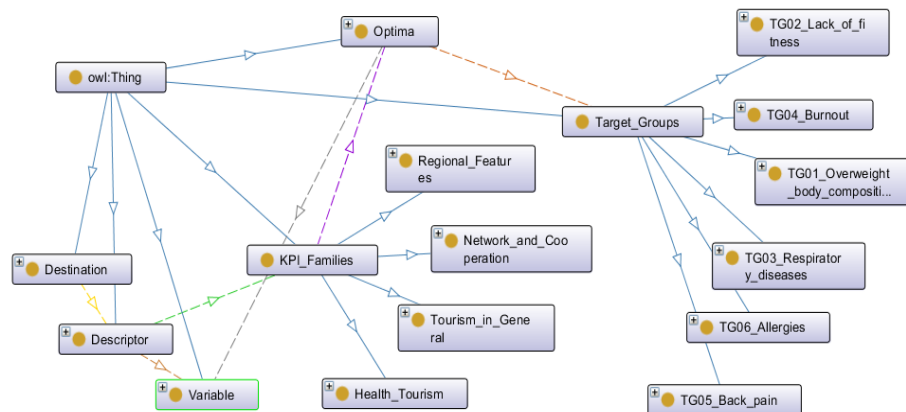 Optima
TG02_Lack_of_fi
tness
owl:Thing
Target_Groups
TG04_Burnout
Regional_Featur
es
TG01_Overweight
_body_compositi...
Network_and_Coo
peration
KPI_Families
TG03_Respirator
y_diseases
Destination
Tourism_in_Gene
ral
TG06_Allergies
Descriptor
Variable
Health_Tourism
TG05_Back_pain